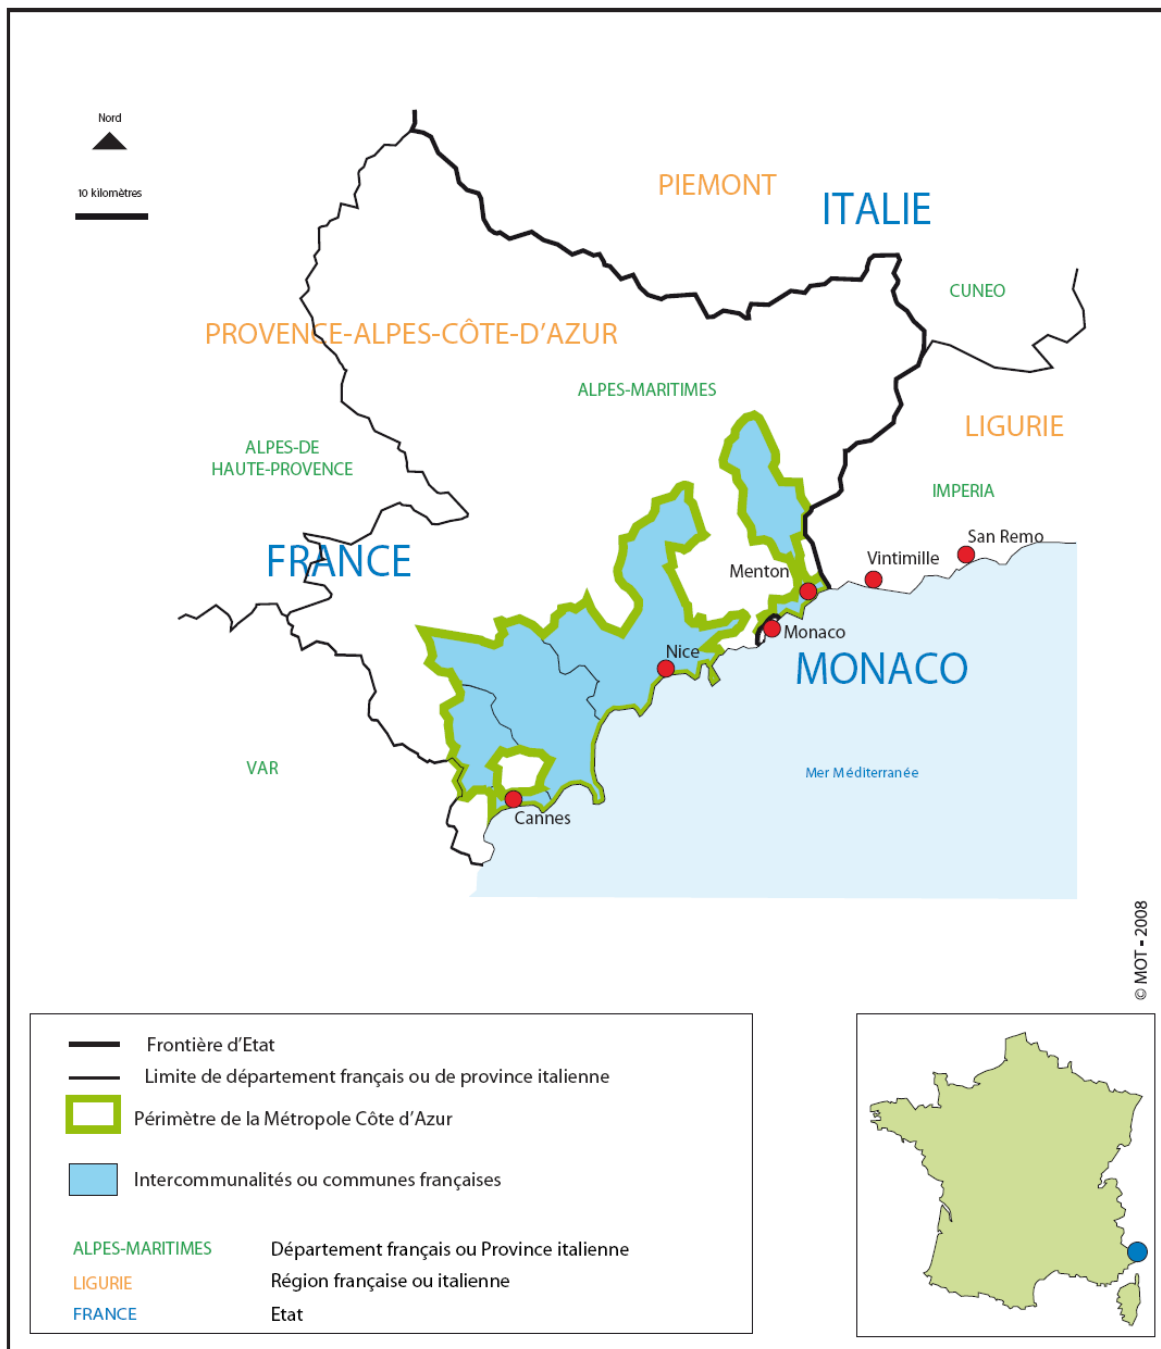 Nord
10 kilomètres
PIEMONT
ITALIE
CUNEO
PROVENCE-ALPES-CÔTE-D'AZUR
ALPES-MARITIMES
LIGURIE
ALPES-DE
HAUTE-PROVENCE
IMPERIA
San Remo
FRANCE
Vintimille
Menton
Monaco
Nice
MONACO
VAR
Mer Méditerranée
Cannes
© MOT - 2008
Frontière d'Etat
Limite de département français ou de province italienne
Périmètre de la Métropole Côte d'Azur
Intercommunalités ou communes françaises
ALPES-MARITIMES Département français ou Province italienne
LIGURIE Région française ou italienne
FRANCE Etat